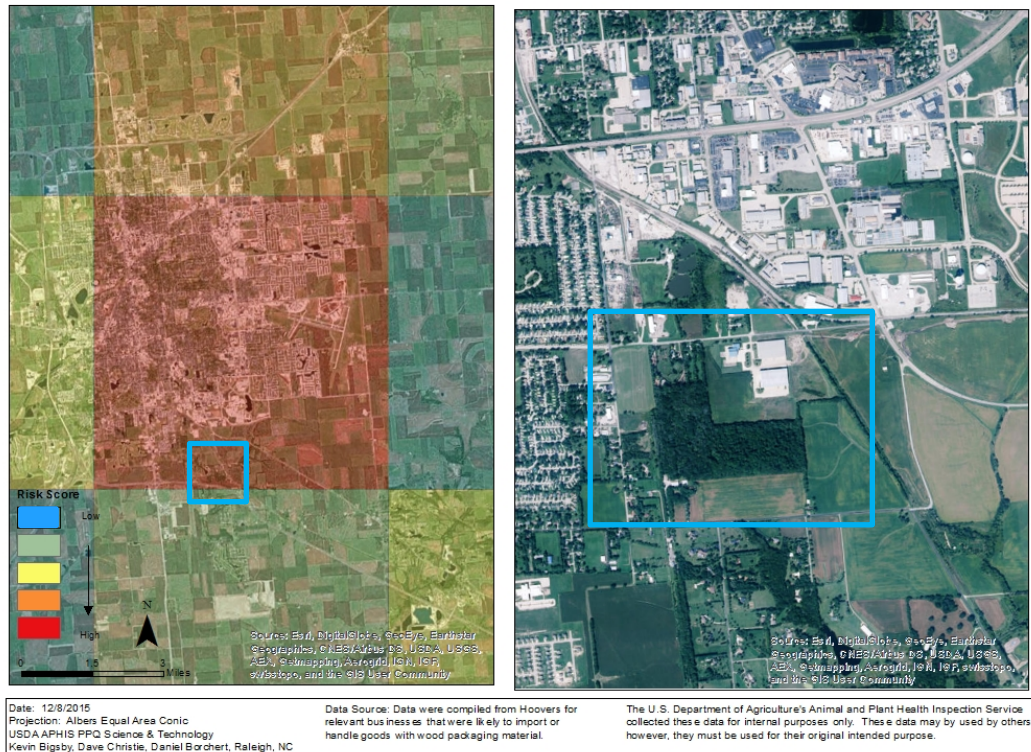 Risk Score
Low
High
N
0 1.5 3
Miles
Source: Esri, DigitalGlobe, GeoEye, Earthstar
Geographics, CNES/Airbus DS, USDA, USGS,
AEX, Getmapping, Aerogrid, IGN, IGP,
swisstopo, and the GIS User Community
Source: Esri, DigitalGlobe, GeoEye, Earthstar
Geographics, CNES/Airbus DS, USDA, USGS,
AEX, Getmapping, Aerogrid, IGN, IGP, swisstopo,
and the GIS User Community
Date: 12/8/2015
Projection: Albers Equal Area Conic
USDA APHIS PPQ Science & Technology
Kevin Bigsby, Dave Christie, Daniel Borchert, Raleigh, NC
Data Source: Data were compiled from Hoovers for
relevant businesses that were likely to import or
handle goods with wood packaging material.
The U.S. Department of Agriculture's Animal and Plant Health Inspection Service
collected these data for internal purposes only. These data may by used by others
however, they must be used for their original intended purpose.